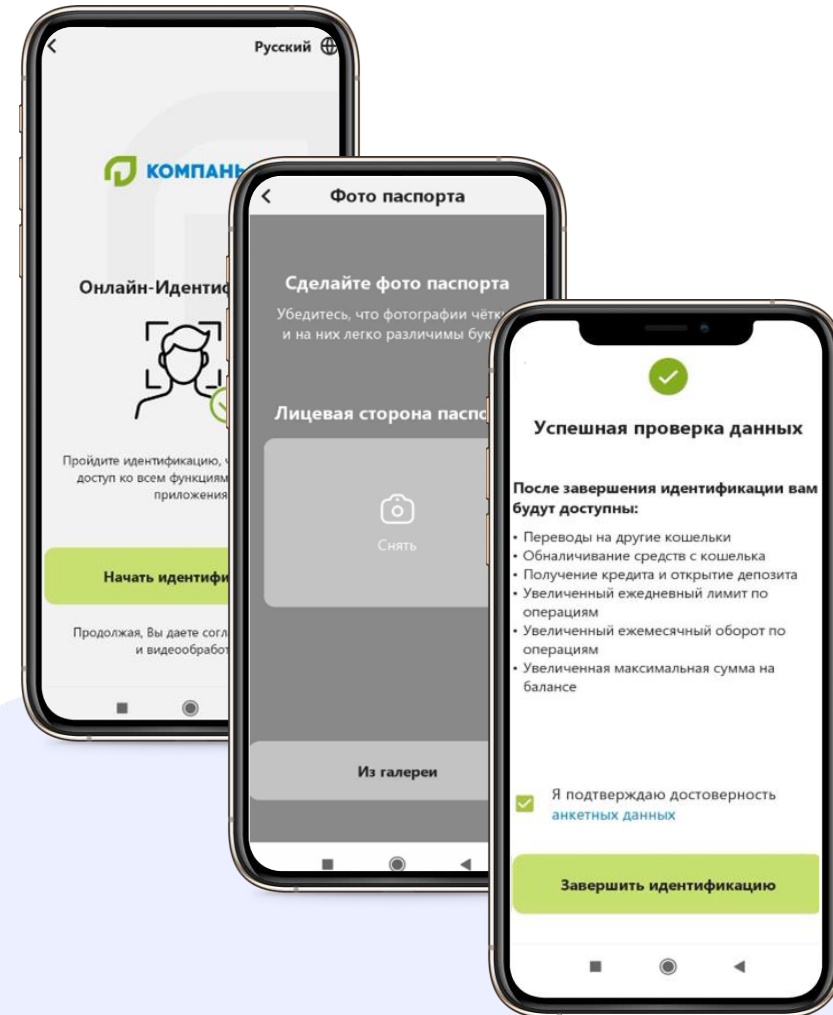 Русский
КОМПАНЬ
Онлайн-Иденти
Пройдите идентификацию,
доступ ко всем функциям
приложения
Начать идентифи
Продолжая, Вы даете согл
и видеообработ
Фото паспорта
Сделайте фото паспорта
Убедитесь, что фотографии чётк
и на них легко различимы бук
Лицевая сторона паспо
Снять
Из галереи
Успешная проверка данных
После завершения идентификации вам
будут доступны:
• Переводы на другие кошельки
• Обналичивание средств с кошелька
• Получение кредита и открытие депозита
• Увеличенный ежедневный лимит по
операциям
• Увеличенный ежемесячный оборот по
операциям
• Увеличенная максимальная сумма на
балансе
Я подтверждаю достоверность
анкетных данных
Завершить идентификацию